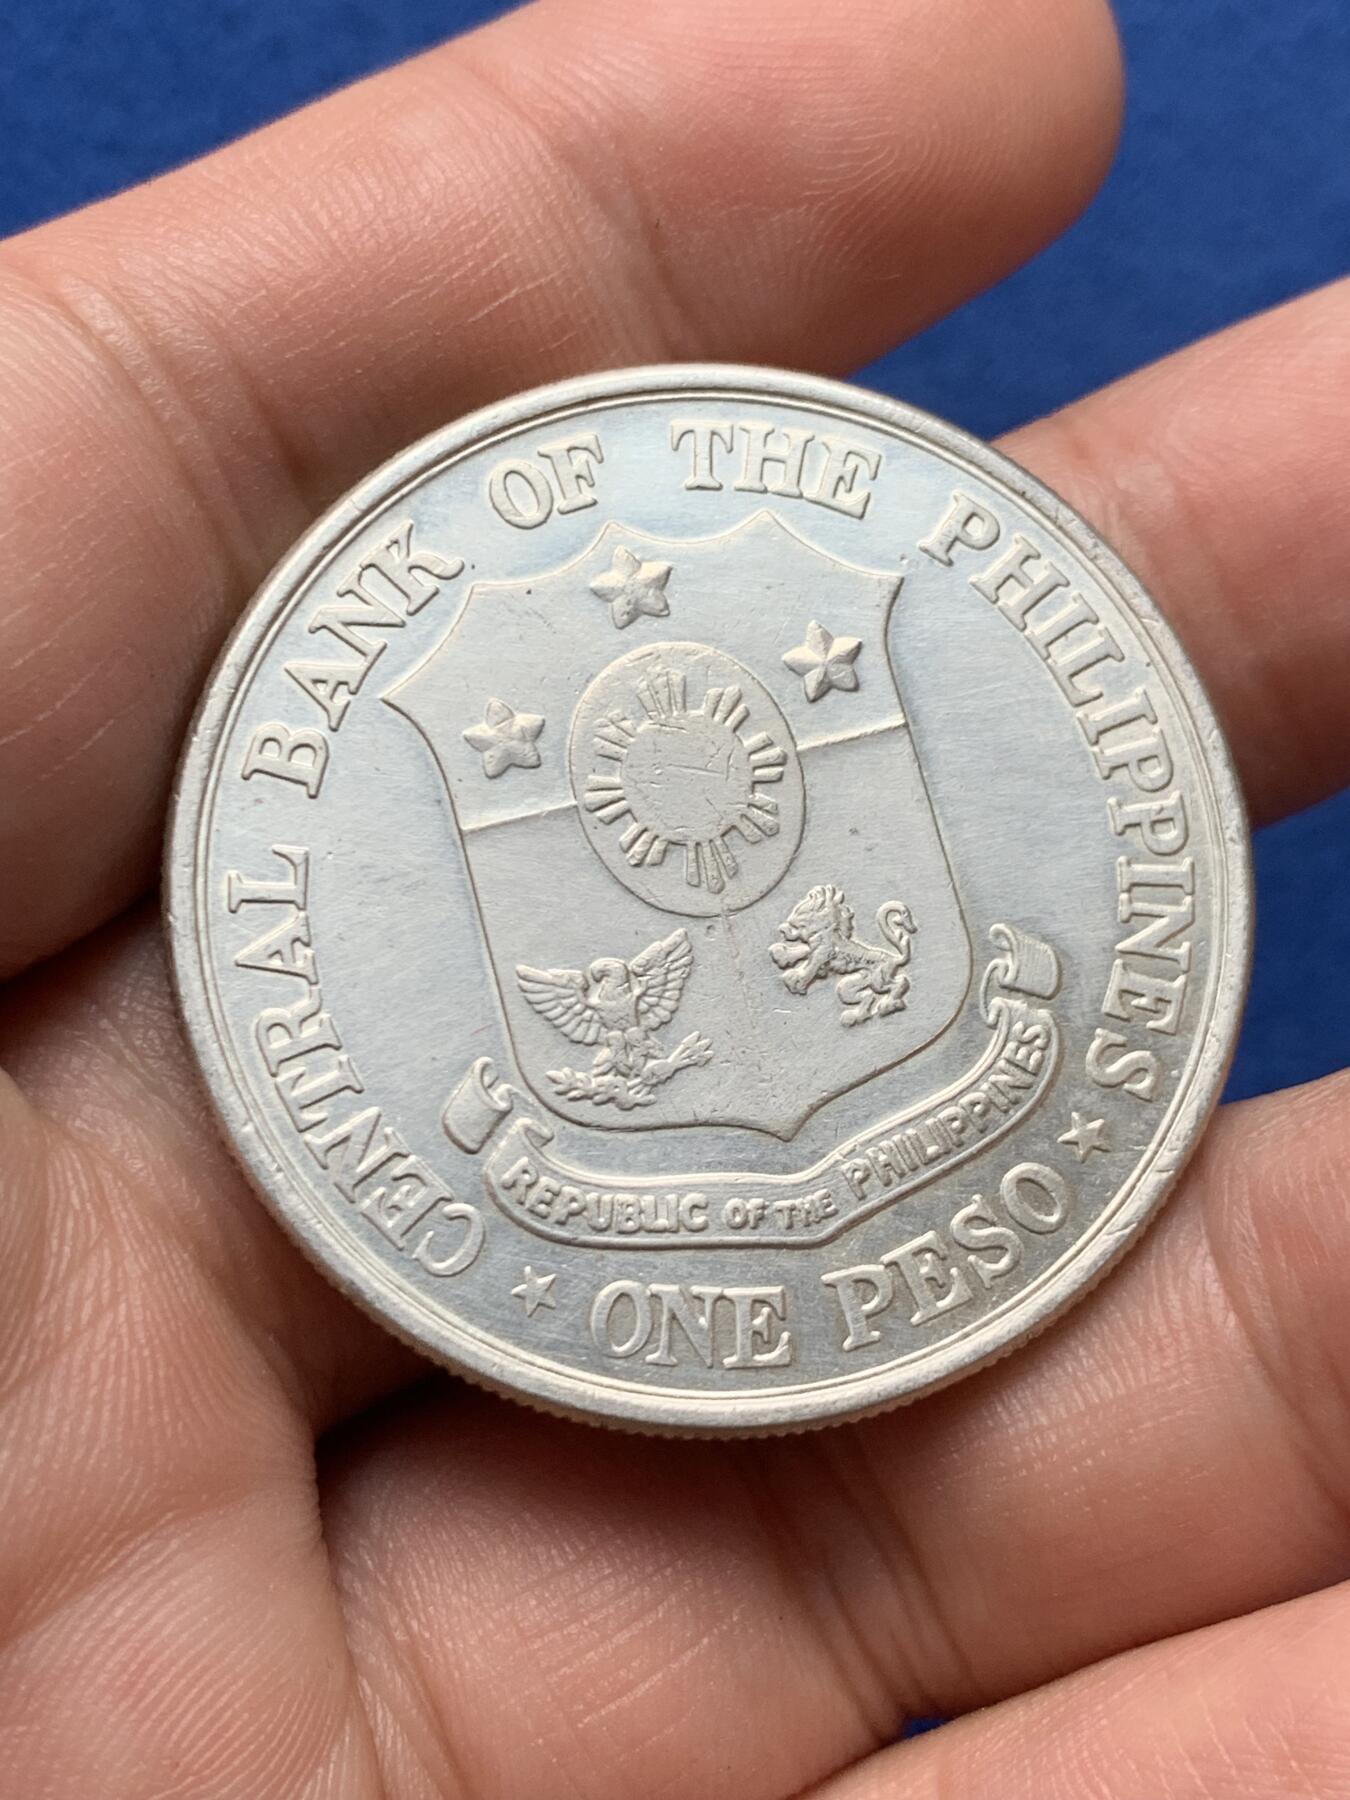 CENTRAL BANK OF THE PHILIPPINES
REPUBLIC OF THE PHILIPPINES
ONE PESO